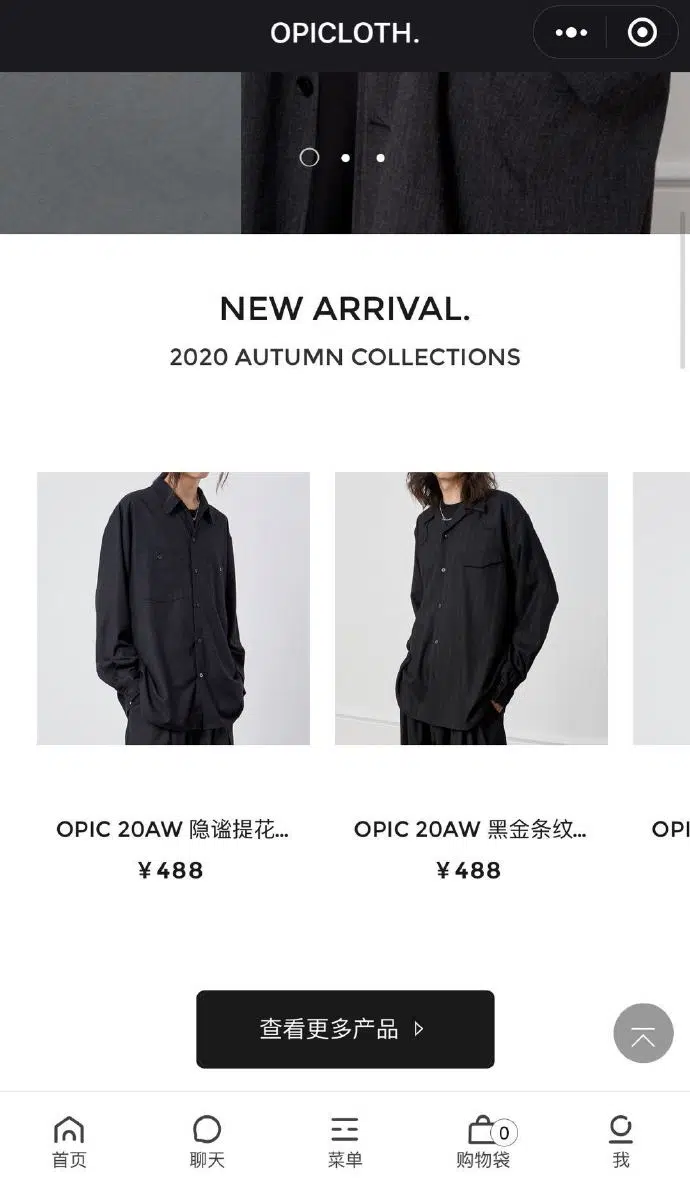 OPICLOTH.
NEW ARRIVAL.
2020 AUTUMN COLLECTIONS
OPIC 20AW 隐谧提花...
OPIC 20AW 黑金条纹...
OPI
¥488
¥488
查看更多产品
首页
聊天
菜单
0
购物袋
我